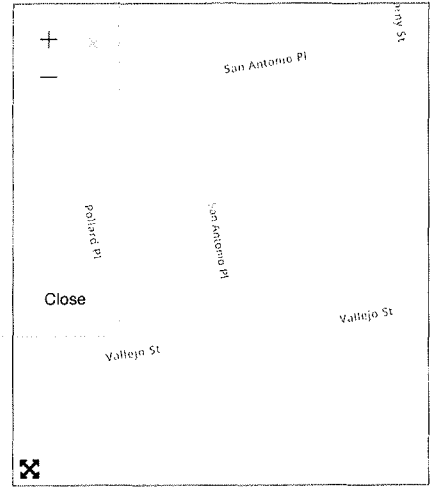 +
×
San Antonio Pl
−
Pollard Pl
San Antonio Pl
Close
Vallejo St
Vallejo St